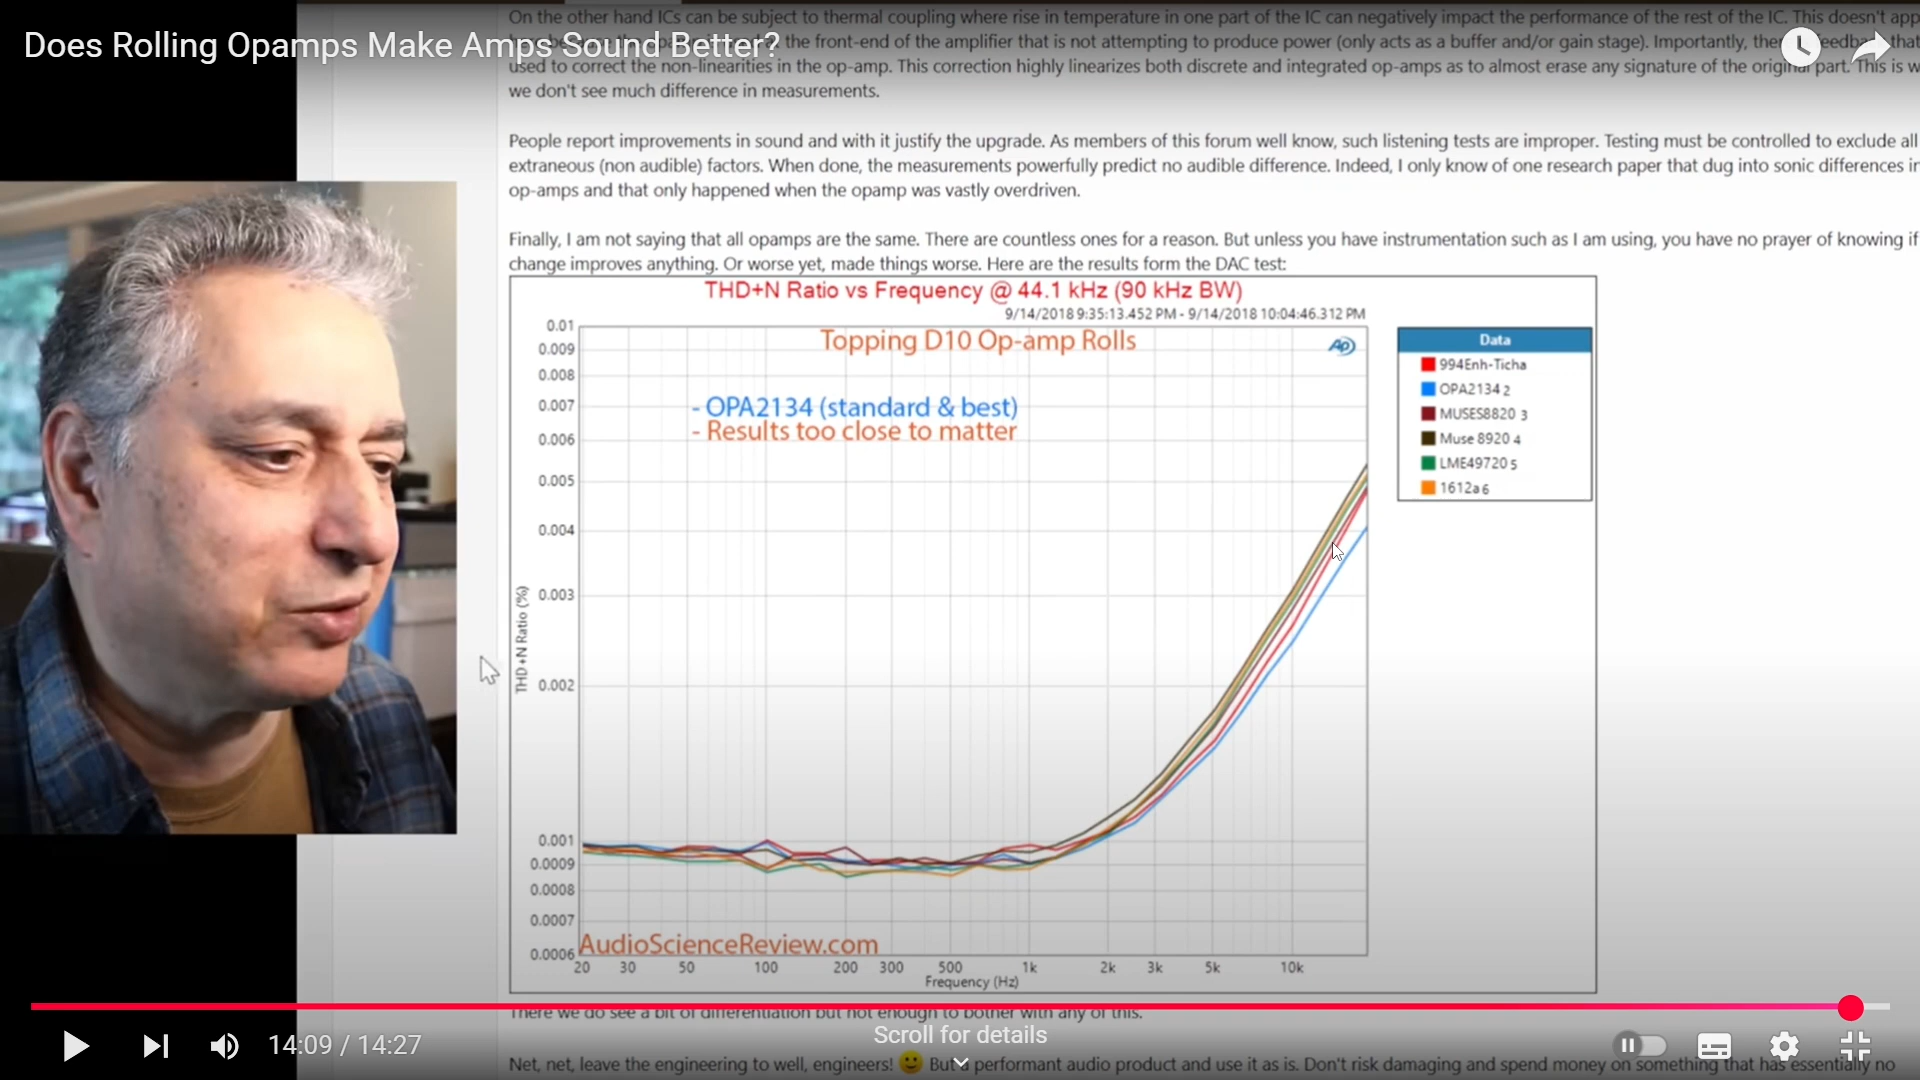 On the other hand ICs can be subject to thermal coupling where rise in temperature in one part of the IC can negatively impact the performance of the rest of the IC. This doesn't
Does Rolling Opamps Make Amps Sound Better?
the front-end of the amplifier that is not attempting to produce power (only acts as a buffer and/or gain stage). Importantly,
used to correct the non-linearities in the op-amp. This correction highly linearizes both discrete and integrated op-amps as to almost erase any signature of the original part. This is
we don't see much difference in measurements.
People report improvements in sound and with it justify the upgrade. As members of this forum well know, such listening tests are improper. Testing must be controlled to exclude all
extraneous (non audible) factors. When done, the measurements powerfully predict no audible difference. Indeed, I only know of one research paper that dug into sonic differences
op-amps and that only happened when the opamp was vastly overdriven.
Finally, I am not saying that all opamps are the same. There are countless ones for a reason. But unless you have instrumentation such as I am using, you have no prayer of knowing if
change improves anything. Or worse yet, made things worse. Here are the results form the DAC test:
THD+N Ratio vs Frequency @ 44.1 kHz (90 kHz BW)
9/14/2018 9:35:13.452 PM - 9/14/2018 10:04:46.312 PM
Topping D10 Op-amp Rolls
AP
- OPA2134 (standard & best)
- Results too close to matter
Data
994Enh-Ticha
OPA2134 2
MUSES8820 3
Muse 8920 4
LME49720 5
1612a 6
0.01
0.009
0.008
0.007
0.006
0.005
0.004
0.003
0.002
0.001
0.0009
0.0008
0.0007
0.0006
THD+N Ratio (%)
AudioScienceReview.com
20 30 50 100 200 300 500 1k 2k 3k 5k 10k
Frequency (Hz)
There we do see a bit of differentiation but not enough to bother with any of this.
14:09 / 14:27
Scroll for details
Net, net, leave the engineering to well, engineers! 🙂 But a performant audio product and use it as is. Don't risk damaging and spend money on something that has essentially no